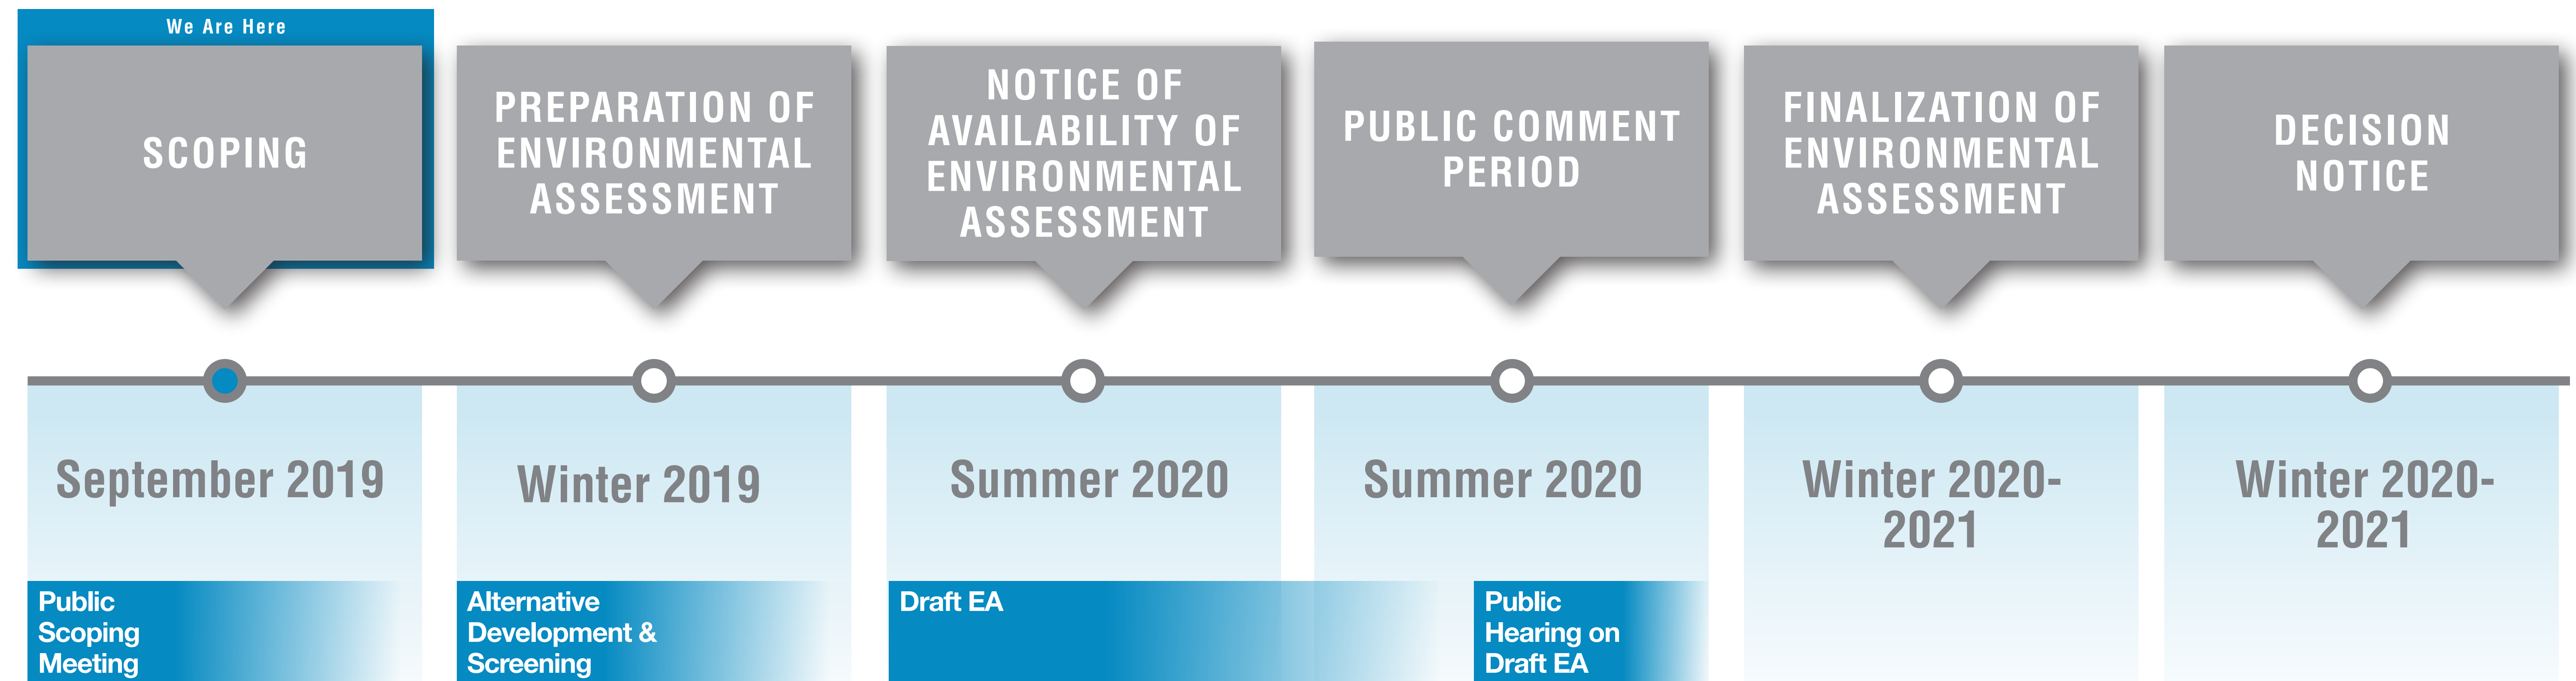 We Are Here
SCOPING
PREPARATION OF
ENVIRONMENTAL
ASSESSMENT
NOTICE OF
AVAILABILITY OF
ENVIRONMENTAL
ASSESSMENT
PUBLIC COMMENT
PERIOD
FINALIZATION OF
ENVIRONMENTAL
ASSESSMENT
DECISION
NOTICE
September 2019
Winter 2019
Summer 2020
Summer 2020
Winter 2020-
2021
Winter 2020-
2021
Public
Scoping
Meeting
Alternative
Development &
Screening
Draft EA
Public
Hearing on
Draft EA